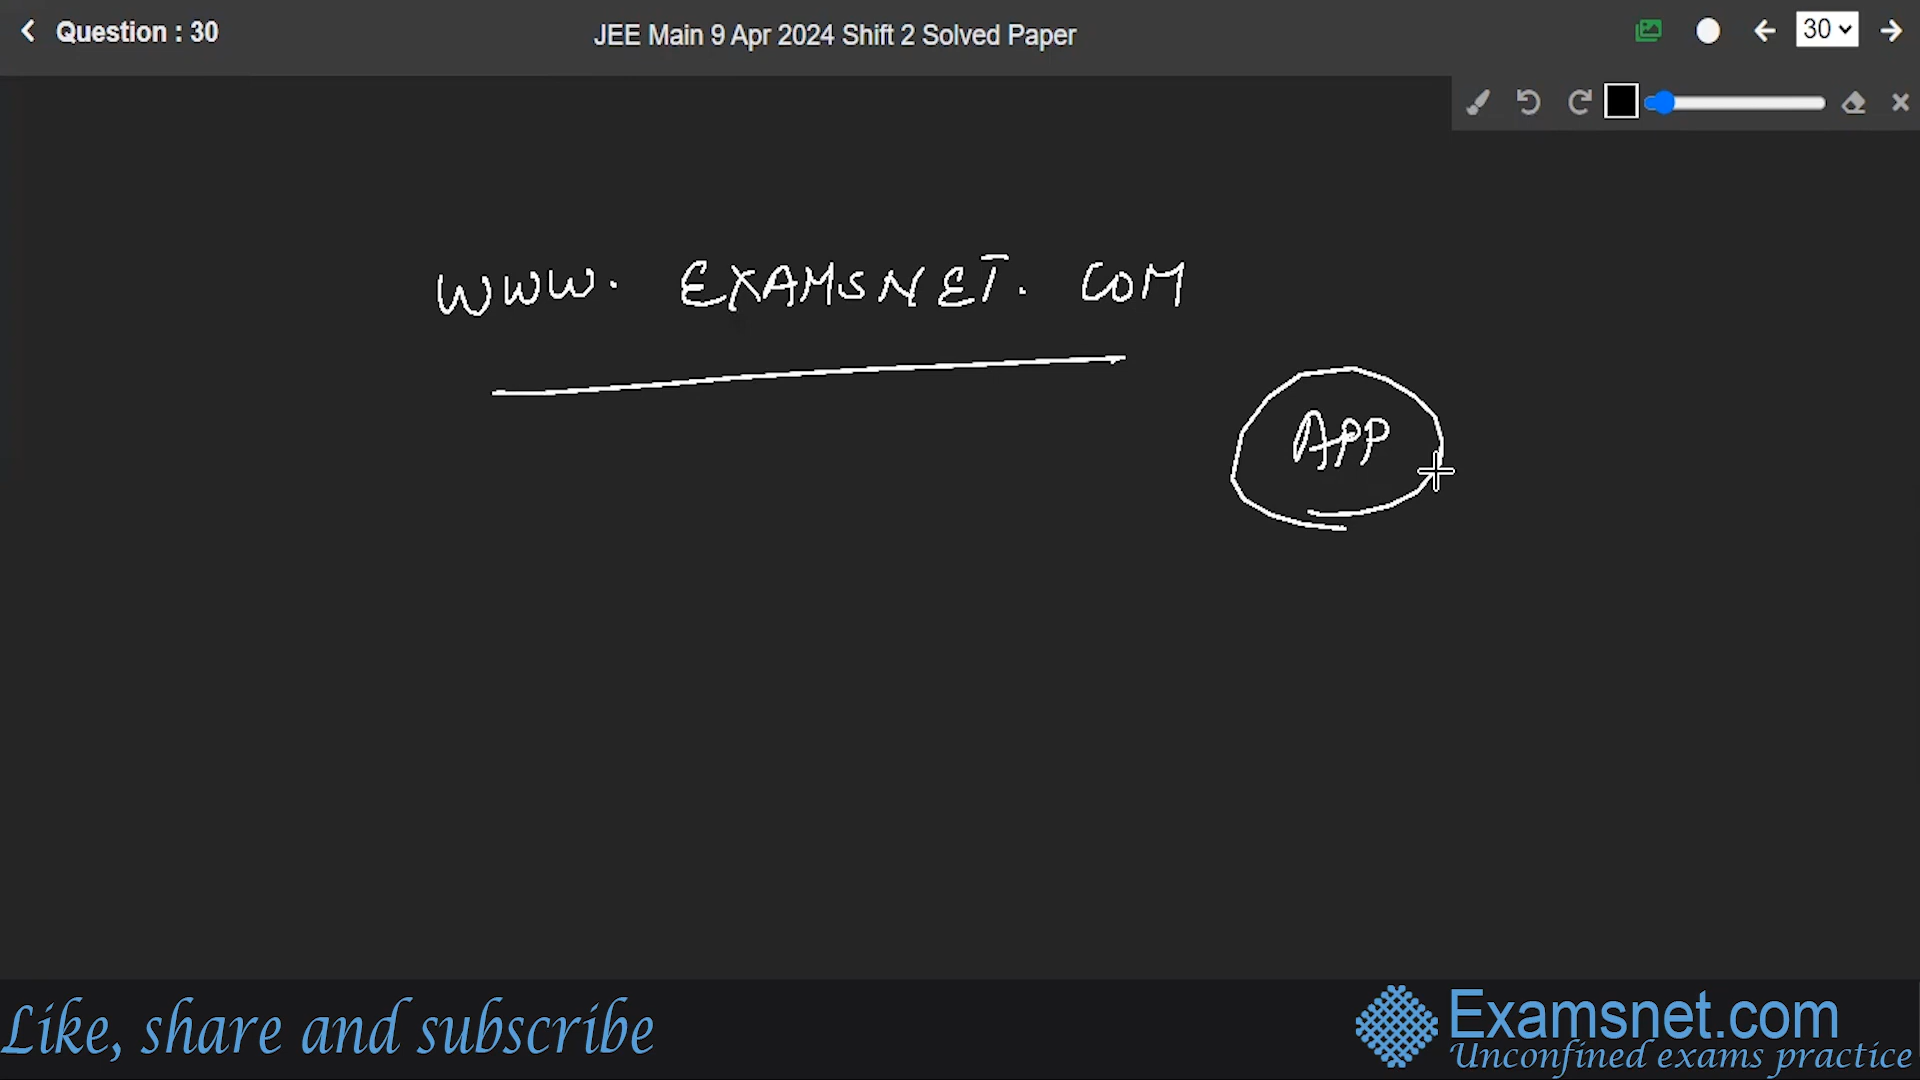 Question : 30
JEE Main 9 Apr 2024 Shift 2 Solved Paper
30
WWW. EXAMSNET. COM
APP
Like, share and subscribe
Examsnet.com
Unconfined exams practice